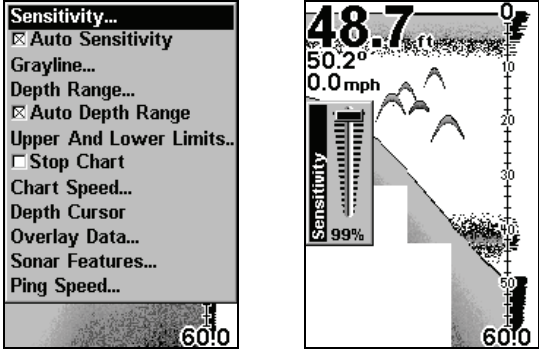 Sensitivity...
Auto Sensitivity
Grayline...
Depth Range...
Auto Depth Range
Upper And Lower Limits..
Stop Chart
Chart Speed...
Depth Cursor
Overlay Data...
Sonar Features...
Ping Speed...
60.0
48.7 ft
50.2°
0.0 mph
Sensitivity
99%
0
10
20
30
40
50
60.0